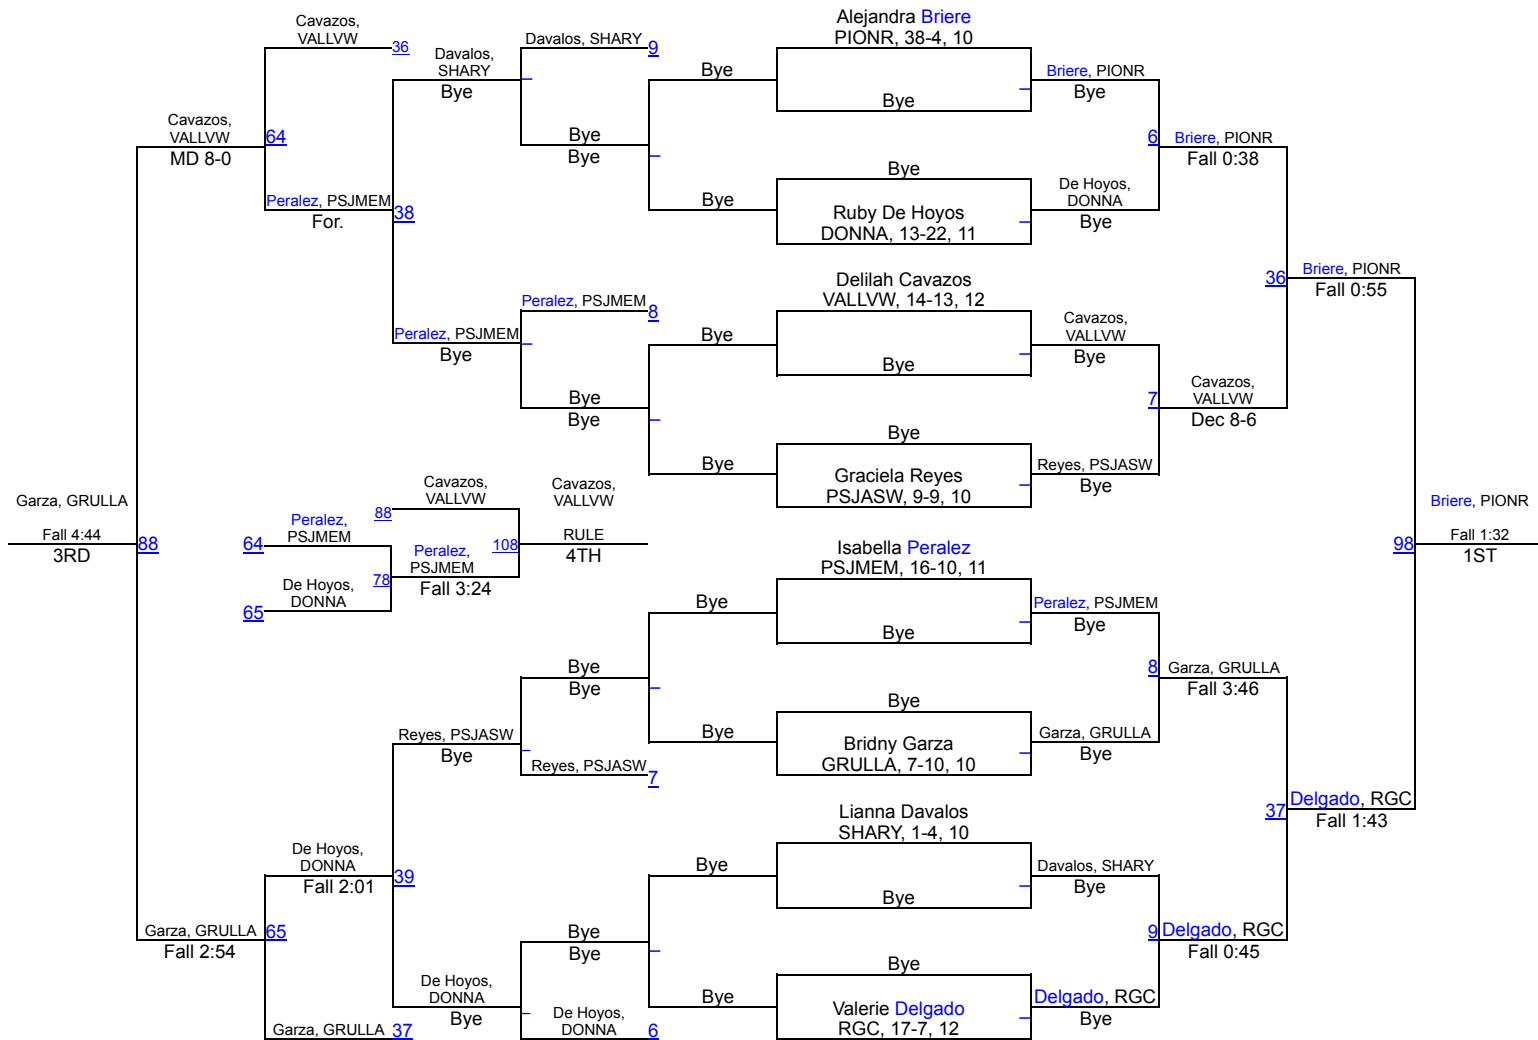 Alejandra Briere
PIONR, 38-4, 10
Cavazos,
VALLVW
36
Davalos,
SHARY
Bye
Davalos, SHARY
9
Bye
Bye
Briere, PIONR
Bye
Cavazos,
VALLVW
MD 8-0
64
Bye
Bye
6
Briere, PIONR
Fall 0:38
Peralez, PSJMEM
For.
38
Bye
Bye
Ruby De Hoyos
DONNA, 13-22, 11
De Hoyos,
DONNA
Bye
Delilah Cavazos
VALLVW, 14-13, 12
36
Briere, PIONR
Fall 0:55
Peralez, PSJMEM
8
Peralez, PSJMEM
Bye
Bye
Bye
Cavazos,
VALLVW
Bye
Bye
Bye
7
Cavazos,
VALLVW
Dec 8-6
Bye
Bye
Graciela Reyes
PSJASW, 9-9, 10
Reyes, PSJASW
Bye
Garza, GRULLA
Fall 4:44
3RD
88
Cavazos,
VALLVW
88
Cavazos,
VALLVW
RULE
4TH
108
Peralez,
PSJMEM
64
Peralez,
PSJMEM
Fall 3:24
78
De Hoyos,
DONNA
65
Briere, PIONR
Fall 1:32
1ST
98
Isabella Peralez
PSJMEM, 16-10, 11
Bye
Bye
Peralez, PSJMEM
Bye
Bye
Bye
8
Garza, GRULLA
Fall 3:46
Reyes, PSJASW
Bye
Reyes, PSJASW
7
Bye
Bye
Bridny Garza
GRULLA, 7-10, 10
Garza, GRULLA
Bye
Lianna Davalos
SHARY, 1-4, 10
37
Delgado, RGC
Fall 1:43
De Hoyos,
DONNA
Fall 2:01
39
Bye
Bye
Davalos, SHARY
Bye
Garza, GRULLA
Fall 2:54
65
Bye
Bye
9
Delgado, RGC
Fall 0:45
De Hoyos,
DONNA
Bye
Bye
Bye
Valerie Delgado
RGC, 17-7, 12
Delgado, RGC
Bye
Garza, GRULLA
37
De Hoyos,
DONNA
6